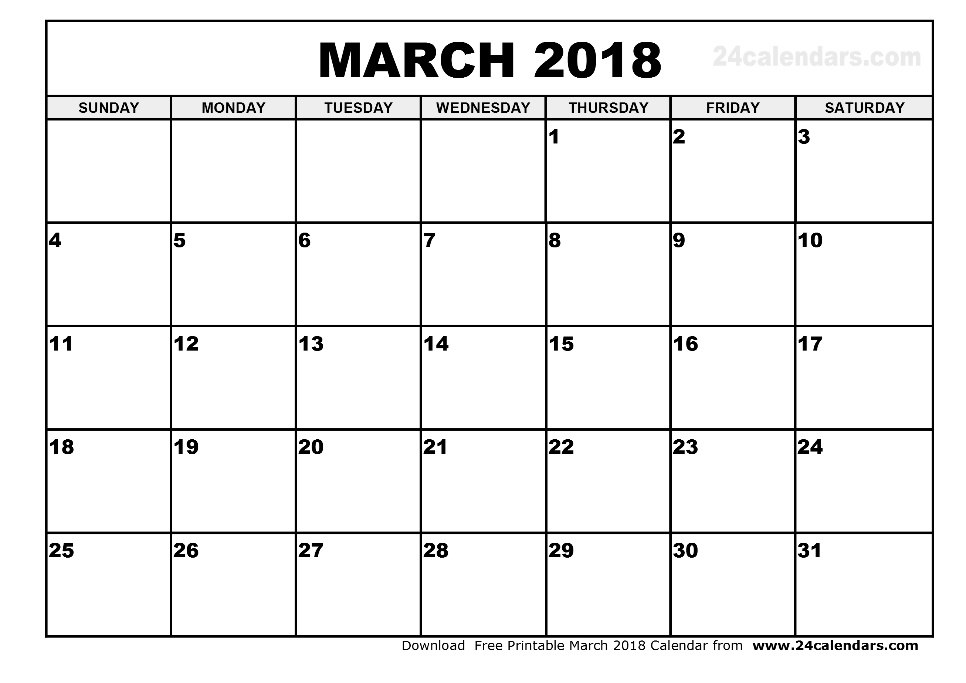 MARCH 2018
24calendars.com
SUNDAY MONDAY TUESDAY WEDNESDAY THURSDAY FRIDAY SATURDAY
1 2 3
4 5 6 7 8 9 10
11 12 13 14 15 16 17
18 19 20 21 22 23 24
25 26 27 28 29 30 31
Download Free Printable March 2018 Calendar from www.24calendars.com